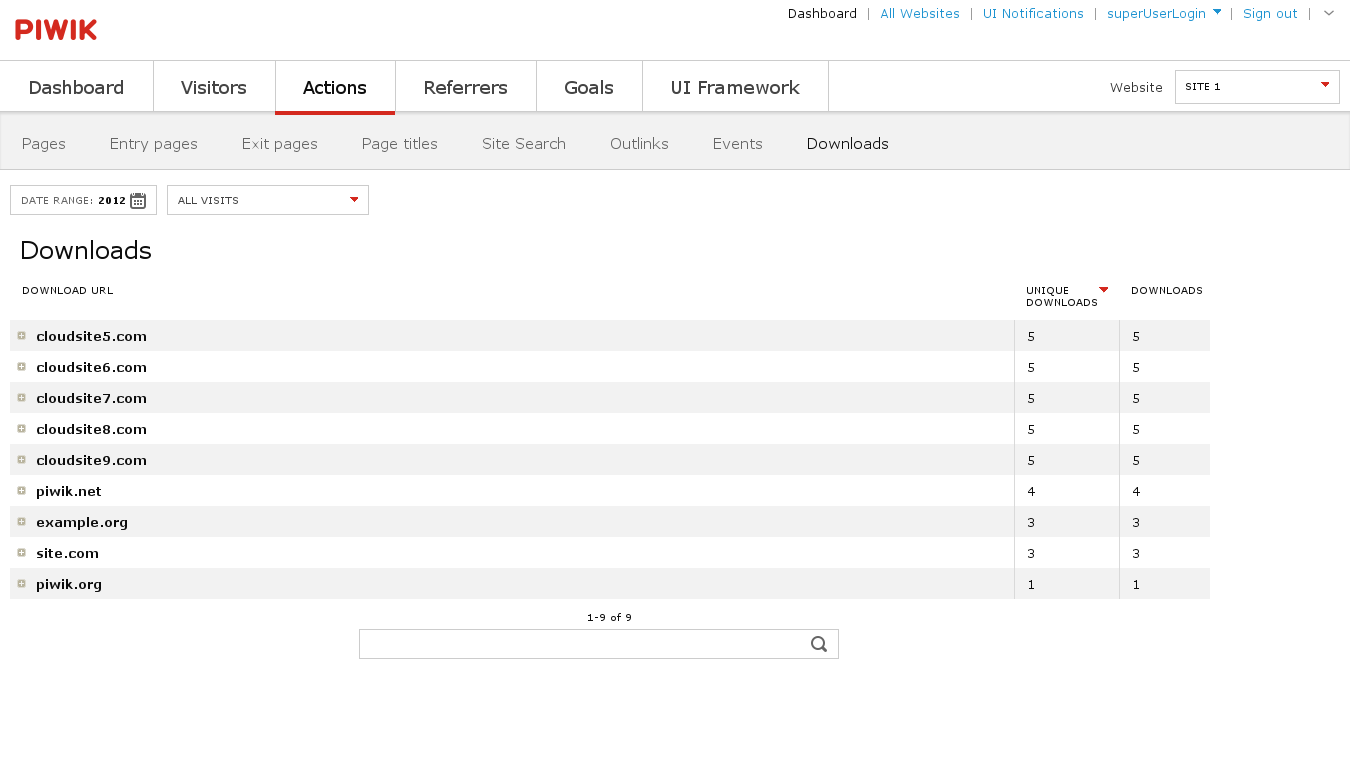 PIWIK
Dashboard | All Websites | UI Notifications | superUserLogin | Sign out |
Dashboard Visitors Actions Referrers Goals UI Framework Website SITE 1
Pages Entry pages Exit pages Page titles Site Search Outlinks Events Downloads
DATE RANGE: 2012 ALL VISITS
Downloads
DOWNLOAD URL UNIQUE DOWNLOADS DOWNLOADS
cloudsite5.com 5 5
cloudsite6.com 5 5
cloudsite7.com 5 5
cloudsite8.com 5 5
cloudsite9.com 5 5
piwik.net 4 4
example.org 3 3
site.com 3 3
piwik.org 1 1
1-9 of 9